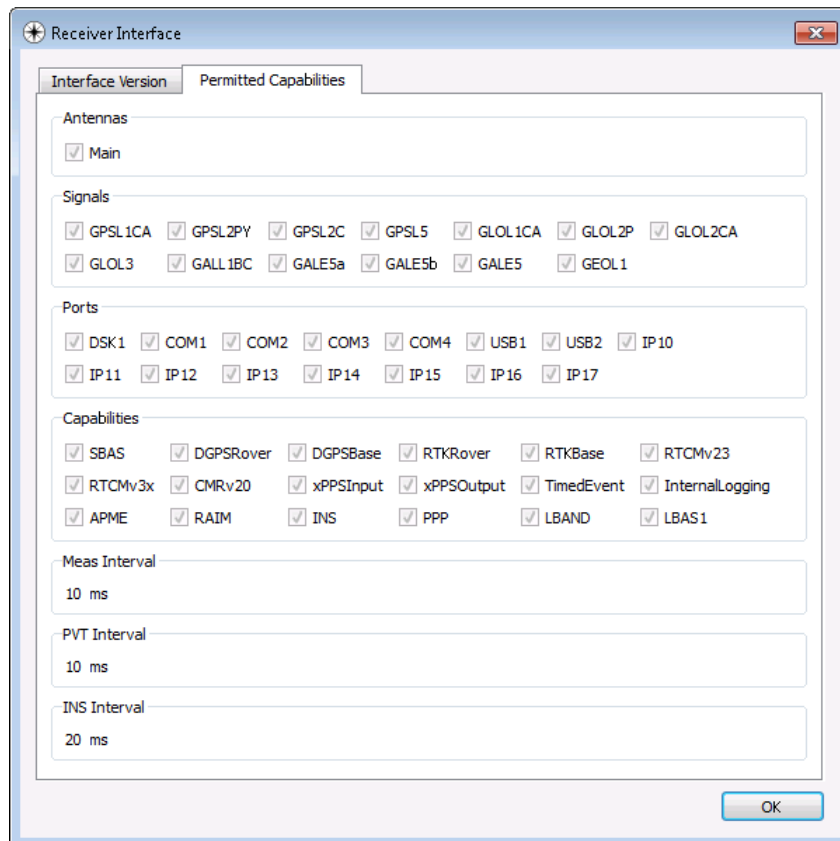 Receiver Interface
Interface Version Permitted Capabilities
Antennas
Main
Signals
GPSL1CA GPSL2PY GPSL2C GPSL5 GLOL1CA GLOL2P GLOL2CA
GLOL3 GALL1BC GALE5a GALE5b GALE5 GEOL1
Ports
DSK1 COM1 COM2 COM3 COM4 USB1 USB2 IP10
IP11 IP12 IP13 IP14 IP15 IP16 IP17
Capabilities
SBAS DGPSRover DGPSBase RTKRover RTKBase RTCMv23
RTCMv3x CMRv20 xPPSInput xPPSOutput TimedEvent InternalLogging
APME RAIM INS PPP LBAND LBAS1
Meas Interval
10 ms
PVT Interval
10 ms
INS Interval
20 ms
OK